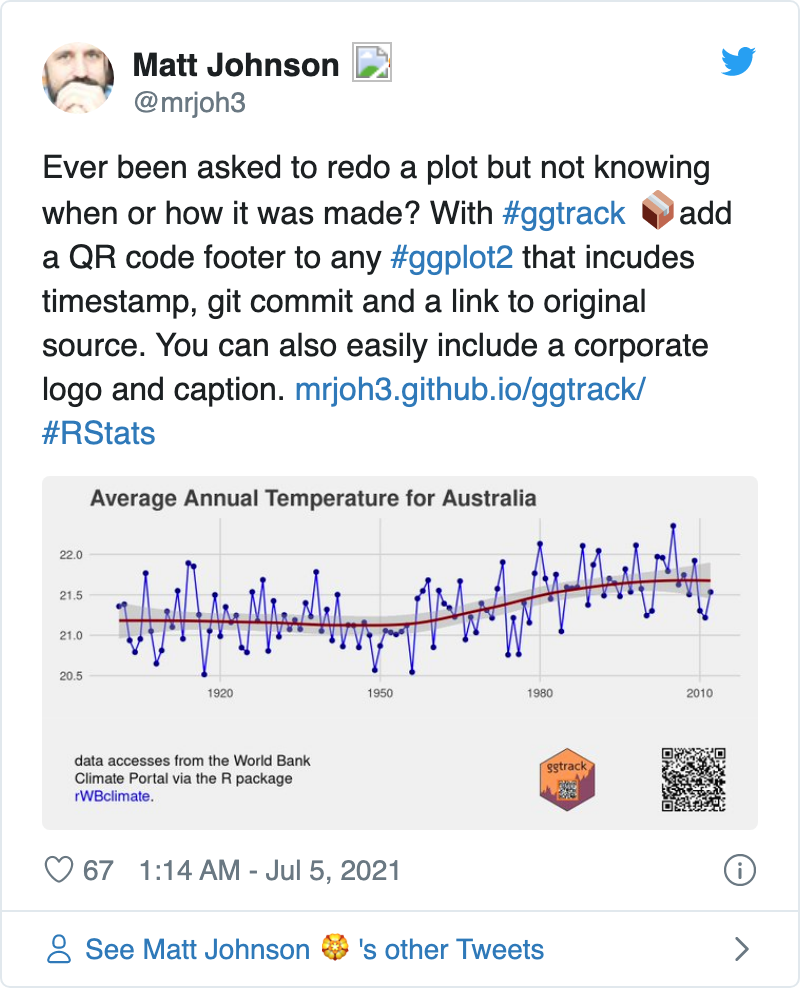 Matt Johnson
@mrjoh3
Ever been asked to redo a plot but not knowing
when or how it was made? With #ggtrack 📦add
a QR code footer to any #ggplot2 that incudes
timestamp, git commit and a link to original
source. You can also easily include a corporate
logo and caption. mrjoh3.github.io/ggtrack/
#RStats
Average Annual Temperature for Australia
22.0
21.5
21.0
20.5
1920 1950 1980 2010
data accesses from the World Bank
Climate Portal via the R package
rWBclimate.
ggtrack
67 1:14 AM - Jul 5, 2021
See Matt Johnson 🏵 's other Tweets